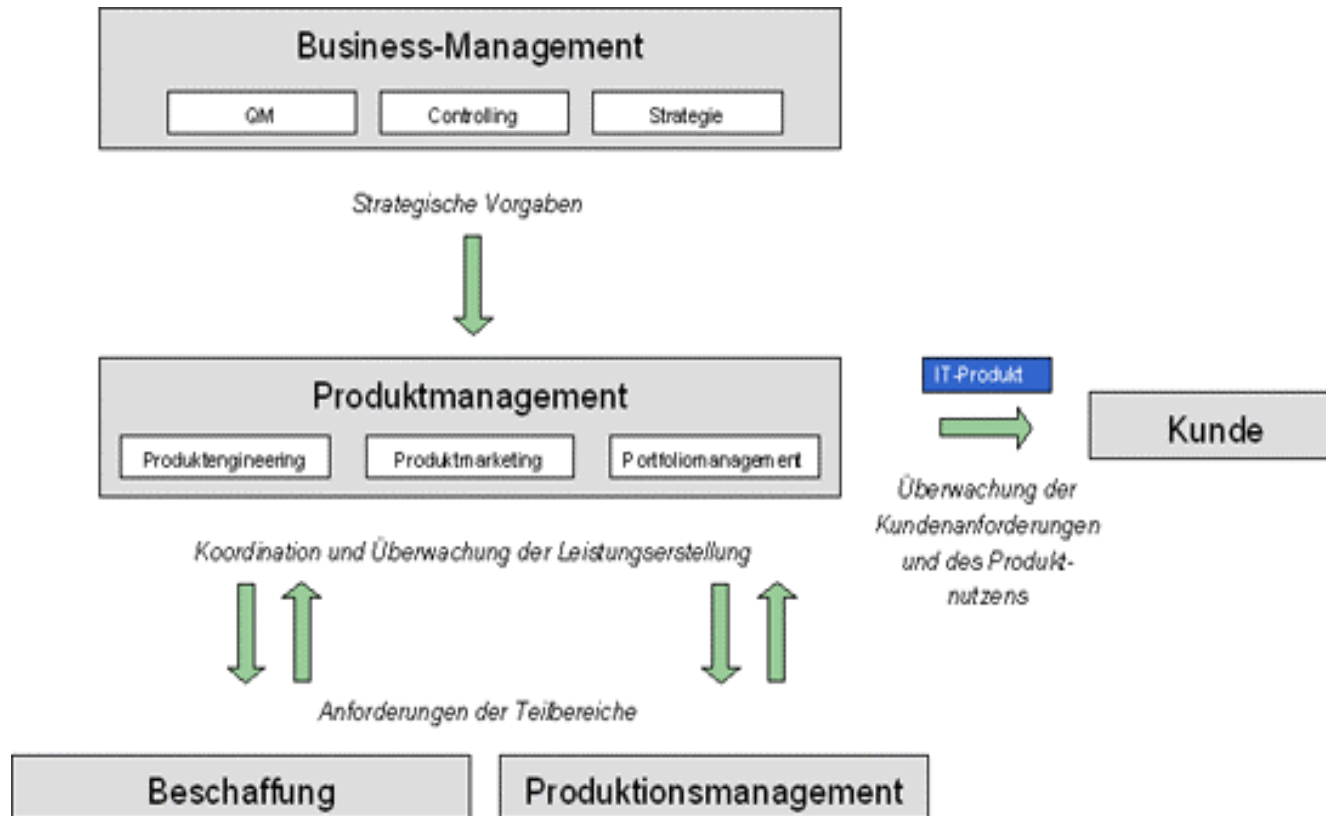 Business-Management
QM Controlling Strategie
Strategische Vorgaben
Produktmanagement
Produktengineering Produktmarketing Portfoliomanagement
IT-Produkt
Kunde
Überwachung der
Kundenanforderungen
und des Produkt-
nutzens
Koordination und Überwachung der Leistungserstellung
Anforderungen der Teilbereiche
Beschaffung Produktionsmanagement